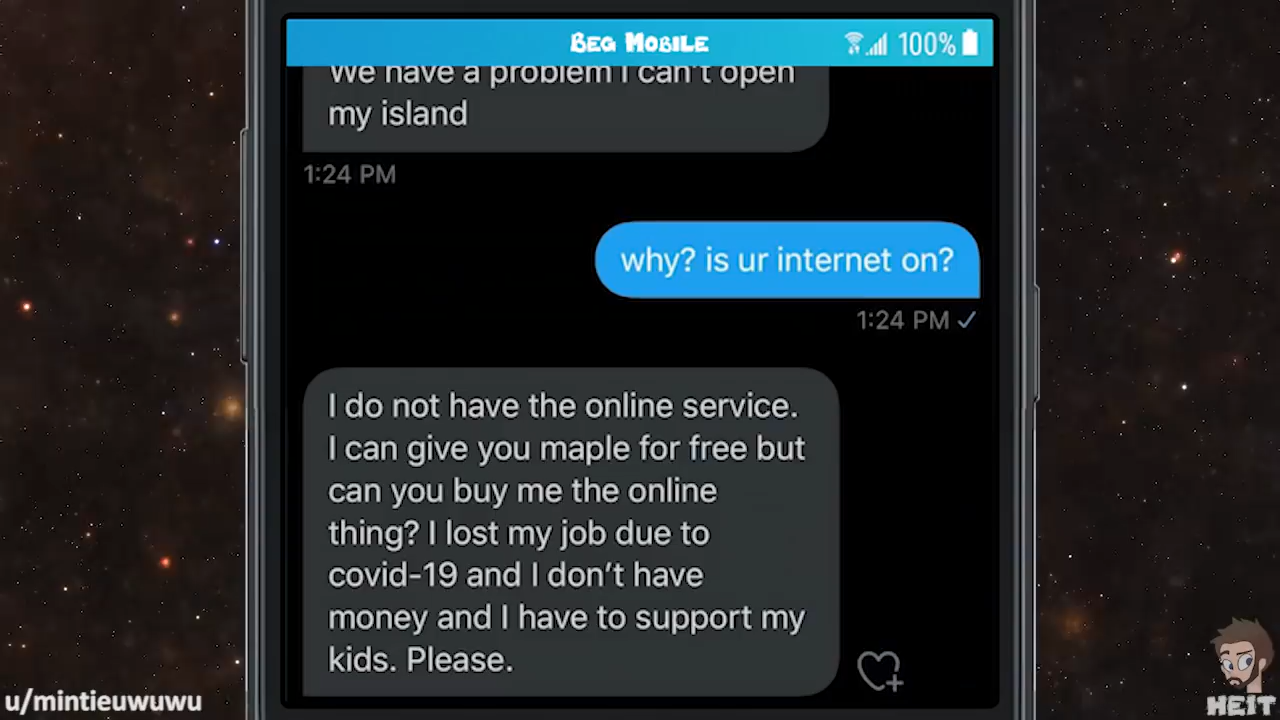 BEG MOBILE
100%
We have a problem I can't open
my island
1:24 PM
why? is ur internet on?
1:24 PM
I do not have the online service.
I can give you maple for free but
can you buy me the online
thing? I lost my job due to
covid-19 and I don't have
money and I have to support my
kids. Please.
u/mintieuwuwu
HEIT